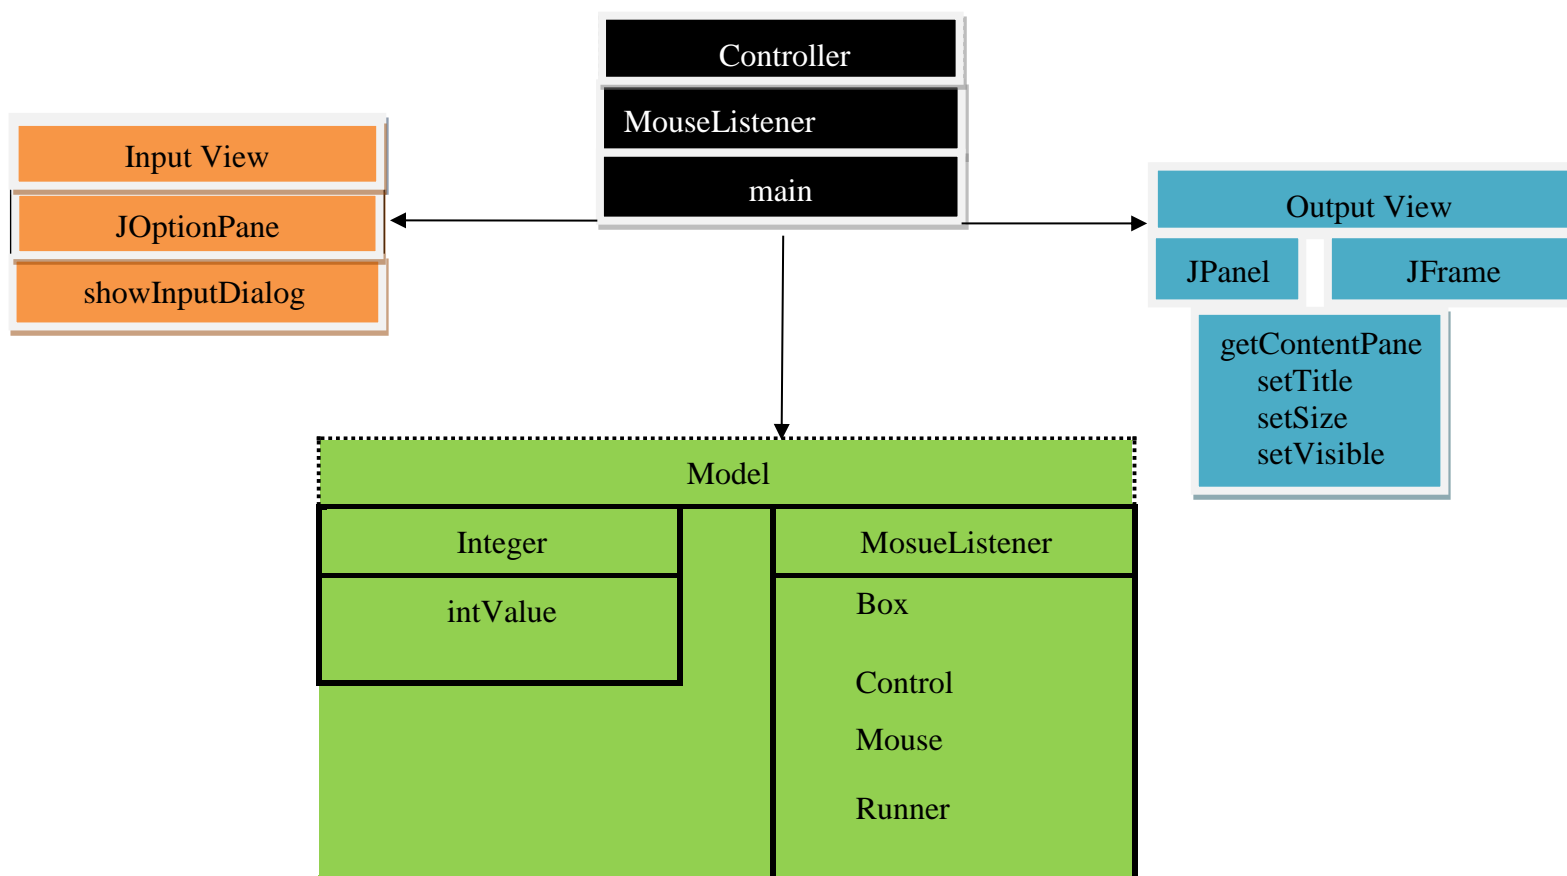 Controller
MouseListener
main
Input View
JOptionPane
showInputDialog
Output View
JPanel
JFrame
getContentPane
setTitle
setSize
setVisible
Model
Integer
intValue
MosueListener
Box
Control
Mouse
Runner